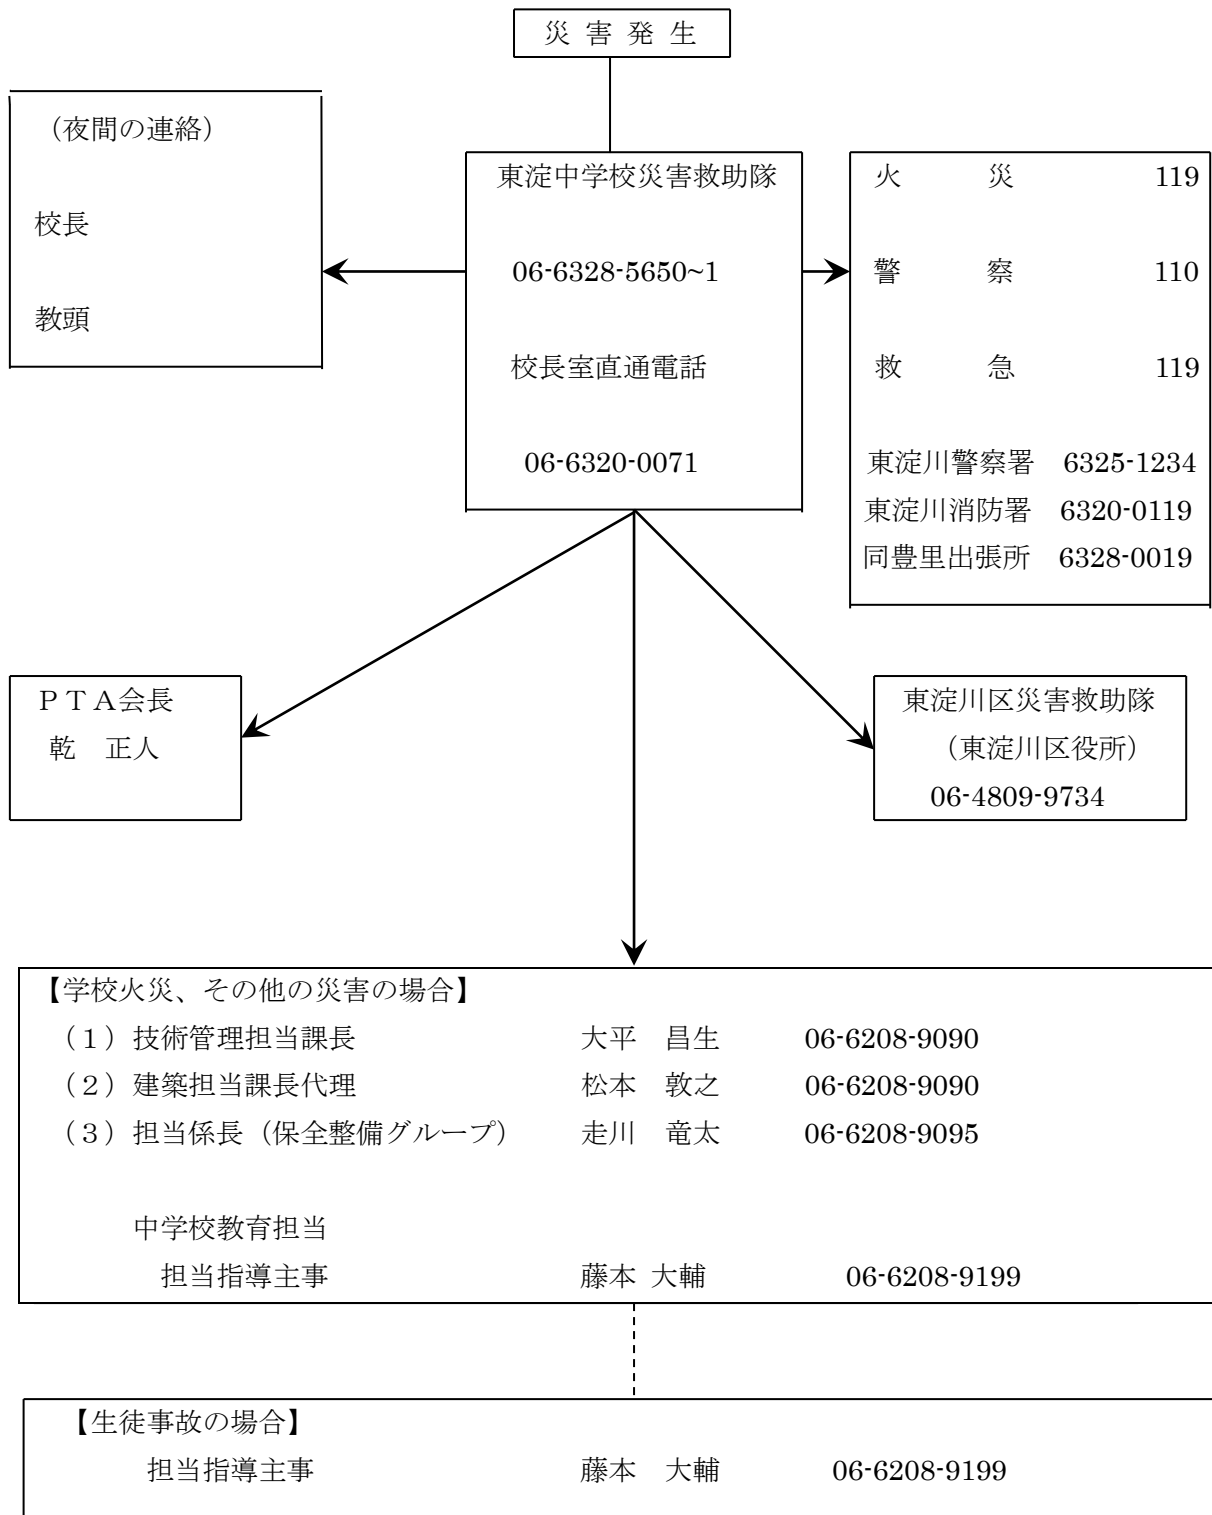 災 害 発 生
（夜間の連絡）
校長
教頭
東淀中学校災害救助隊
06-6328-5650~1
校長室直通電話
06-6320-0071
火　　　災　　　　　119
警　　　察　　　　　110
救　　　急　　　　　119
東淀川警察署　6325-1234
東淀川消防署　6320-0119
同豊里出張所　6328-0019
ＰＴＡ会長
乾　正人
東淀川区災害救助隊
（東淀川区役所）
06-4809-9734
【学校火災、その他の災害の場合】
（１）技術管理担当課長　　　　　大平　昌生　　　06-6208-9090
（２）建築担当課長代理　　　　　松本　敦之　　　06-6208-9090
（３）担当係長（保全整備グループ）　　走川　竜太　　　06-6208-9095
中学校教育担当
担当指導主事　　　　　藤本 大輔　　　　　06-6208-9199
【生徒事故の場合】
担当指導主事　　　　　藤本　大輔　　　　06-6208-9199